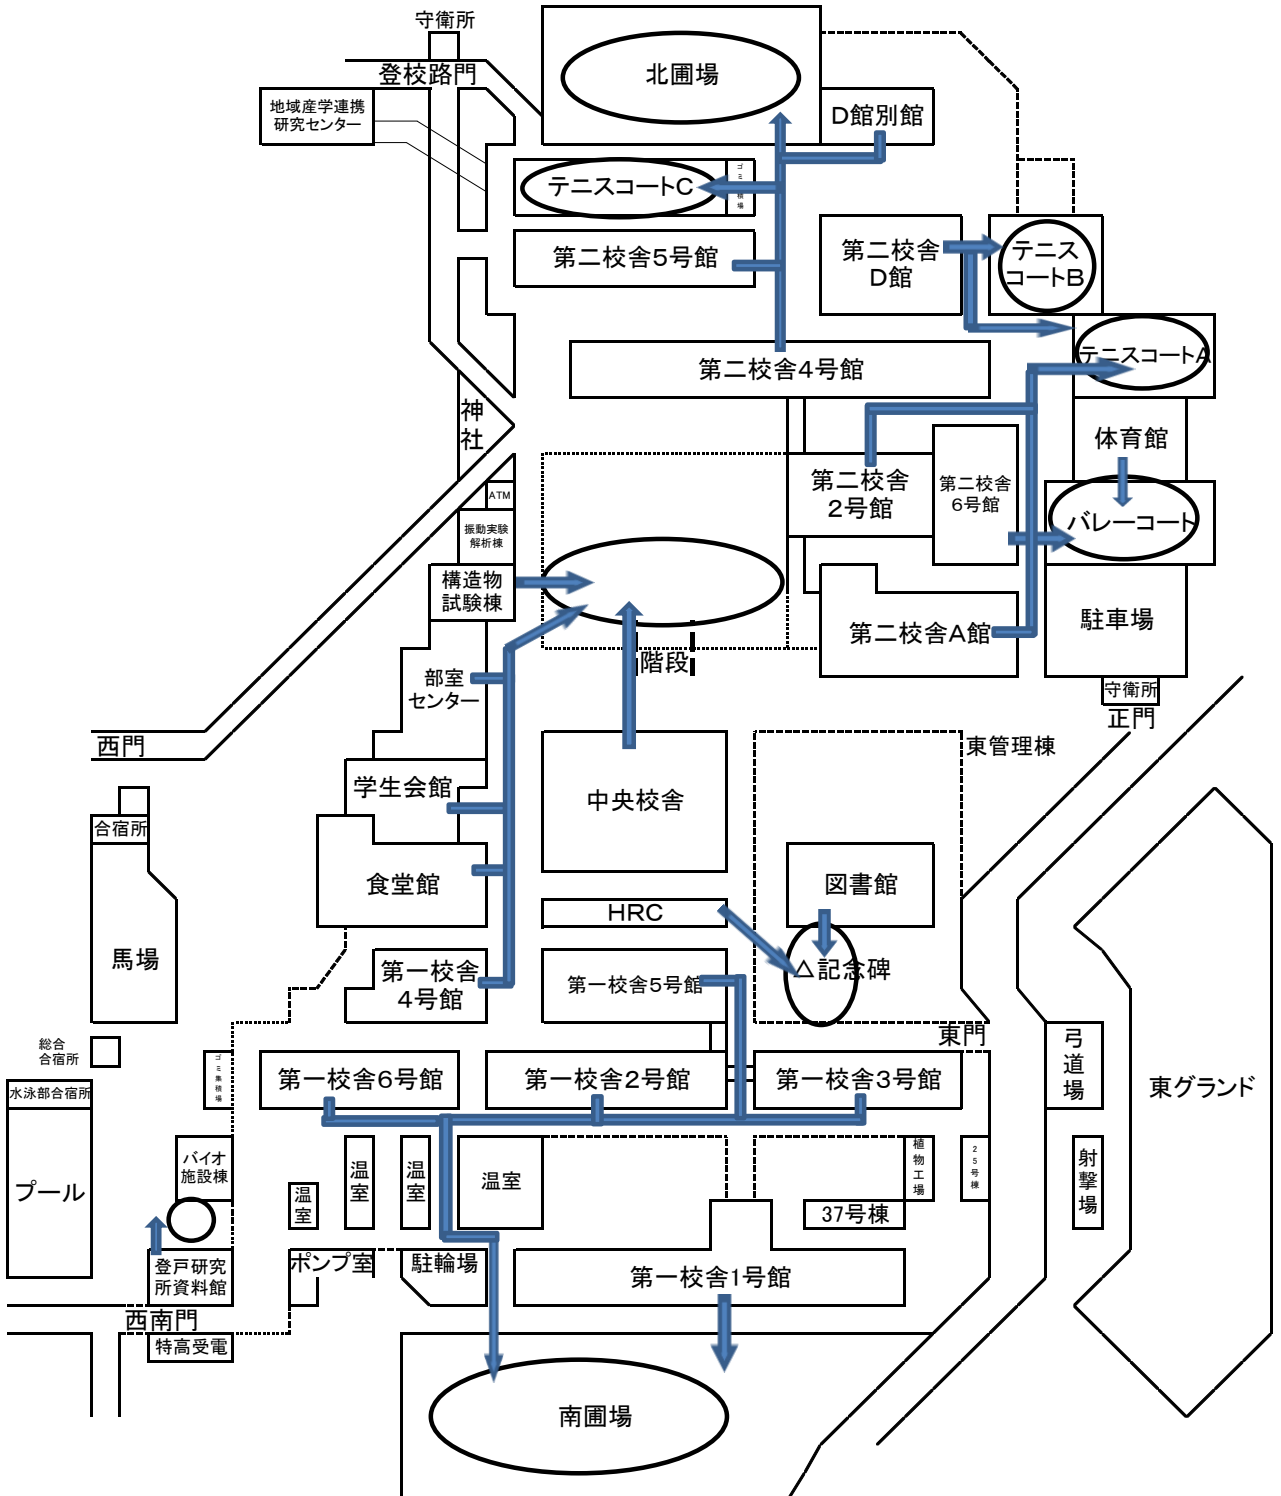 守衛所
登校路門
北圃場
地域産学連携
研究センター
D館別館
テニスコートC
ゴミ集積場
第二校舎5号館
第二校舎
D館
テニス
コートB
テニスコートA
第二校舎4号館
神
社
体育館
第二校舎
2号館
第二校舎
6号館
ATM
バレーコート
振動実験
解析棟
構造物
試験棟
第二校舎A館
駐車場
階段
部室
センター
守衛所
正門
西門
東管理棟
学生会館
中央校舎
合宿所
食堂館
図書館
HRC
馬場
第一校舎
4号館
第一校舎5号館
△記念碑
総合
合宿所
東門
弓
道
場
ゴミ集積場
第一校舎6号館
第一校舎2号館
第一校舎3号館
東グランド
水泳部合宿所
プール
バイオ
施設棟
温
室
温
室
温
室
温室
植
物
工
場
2
5
号
棟
射
撃
場
37号棟
登戸研究
所資料館
ポンプ室
駐輪場
第一校舎1号館
西南門
特高受電
南圃場